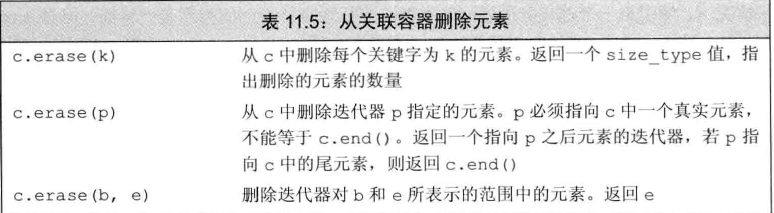 表 11.5：从关联容器删除元素
c.erase(k) 从 c 中删除每个关键字为 k 的元素。返回一个 size_type 值，指
出删除的元素的数量
c.erase(p) 从 c 中删除迭代器 p 指定的元素。p 必须指向 c 中一个真实元素，
不能等于 c.end()。返回一个指向 p 之后元素的迭代器，若 p 指
向 c 中的尾元素，则返回 c.end()
c.erase(b, e) 删除迭代器对 b 和 e 所表示的范围中的元素。返回 e